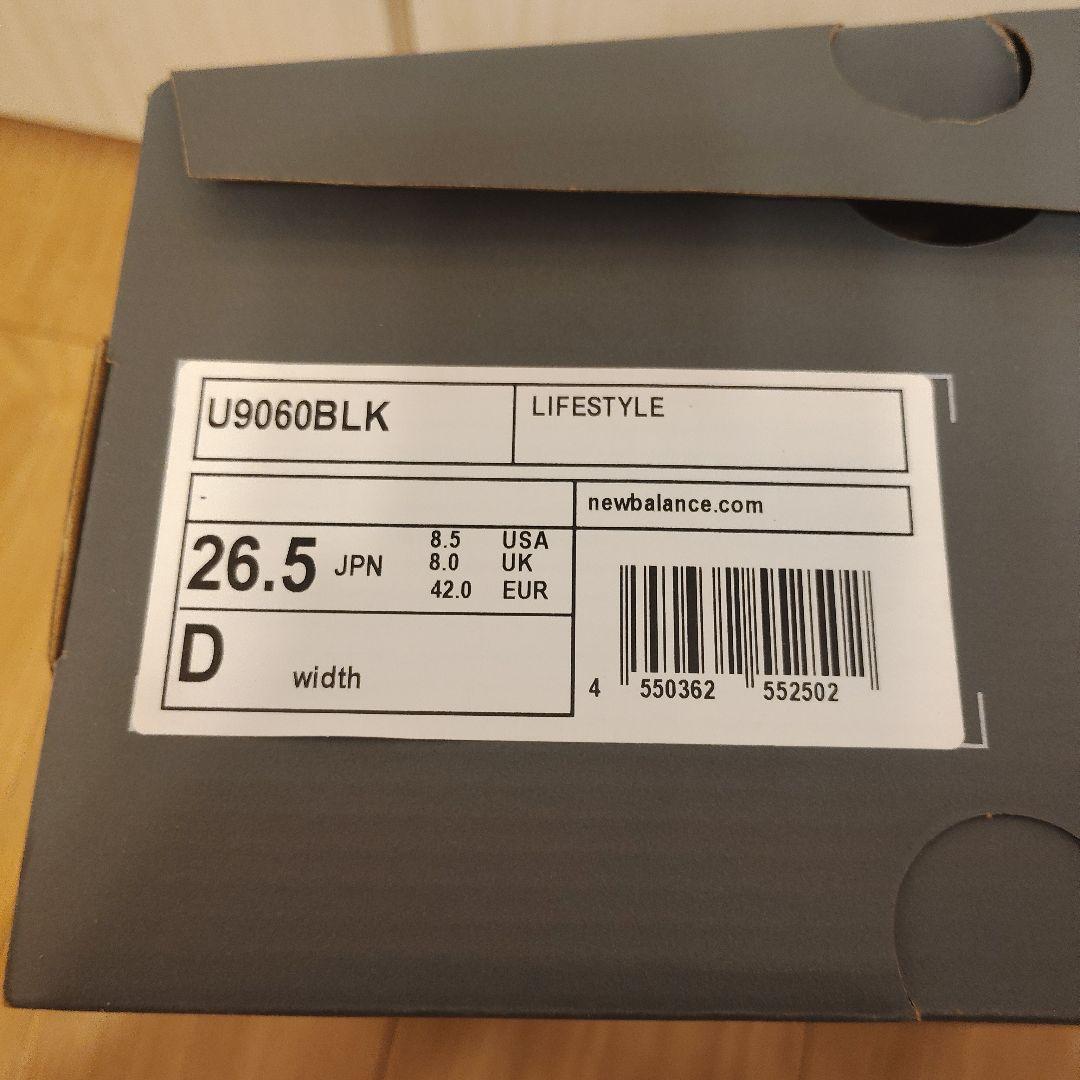 U9060BLK
LIFESTYLE
-
newbalance.com
26.5 JPN
8.5 USA
8.0 UK
42.0 EUR
D width
4 550362 552502